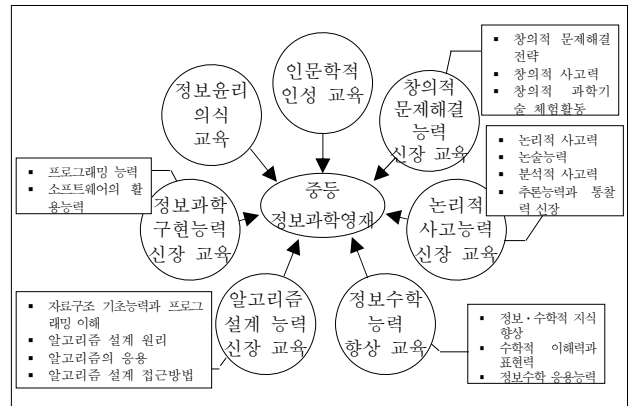 인문학적
인성 교육
정보윤리
의식
교육
창의적
문제해결
능력
신장 교육
▪ 창의적 문제해결
전략
▪ 창의적 사고력
▪ 창의적 과학기
술 체험활동
▪ 프로그래밍 능력
▪ 소프트웨어의 활
용능력
정보과학
구현능력
신장 교육
중등
정보과학영재
논리적
사고능력
신장 교육
▪ 논리적 사고력
▪ 논술능력
▪ 분석적 사고력
▪ 추론능력과 통찰
력 신장
▪ 자료구조 기초능력과 프로그
래밍 이해
▪ 알고리즘 설계 원리
▪ 알고리즘의 응용
▪ 알고리즘 설계 접근방법
알고리즘
설계 능력
신장 교육
정보수학
능력
향상 교육
▪ 정보・수학적 지식
향상
▪ 수학적 이해력과
표현력
▪ 정보수학 응용능력